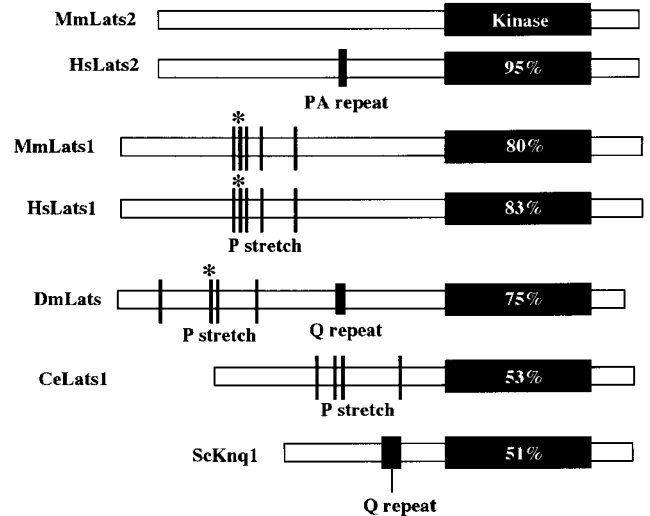 MmLats2 Kinase
HsLats2 95%
PA repeat
*
MmLats1 80%
*
HsLats1 83%
P stretch
*
DmLats 75%
P stretch Q repeat
CeLats1 53%
P stretch
ScKnq1 51%
Q repeat